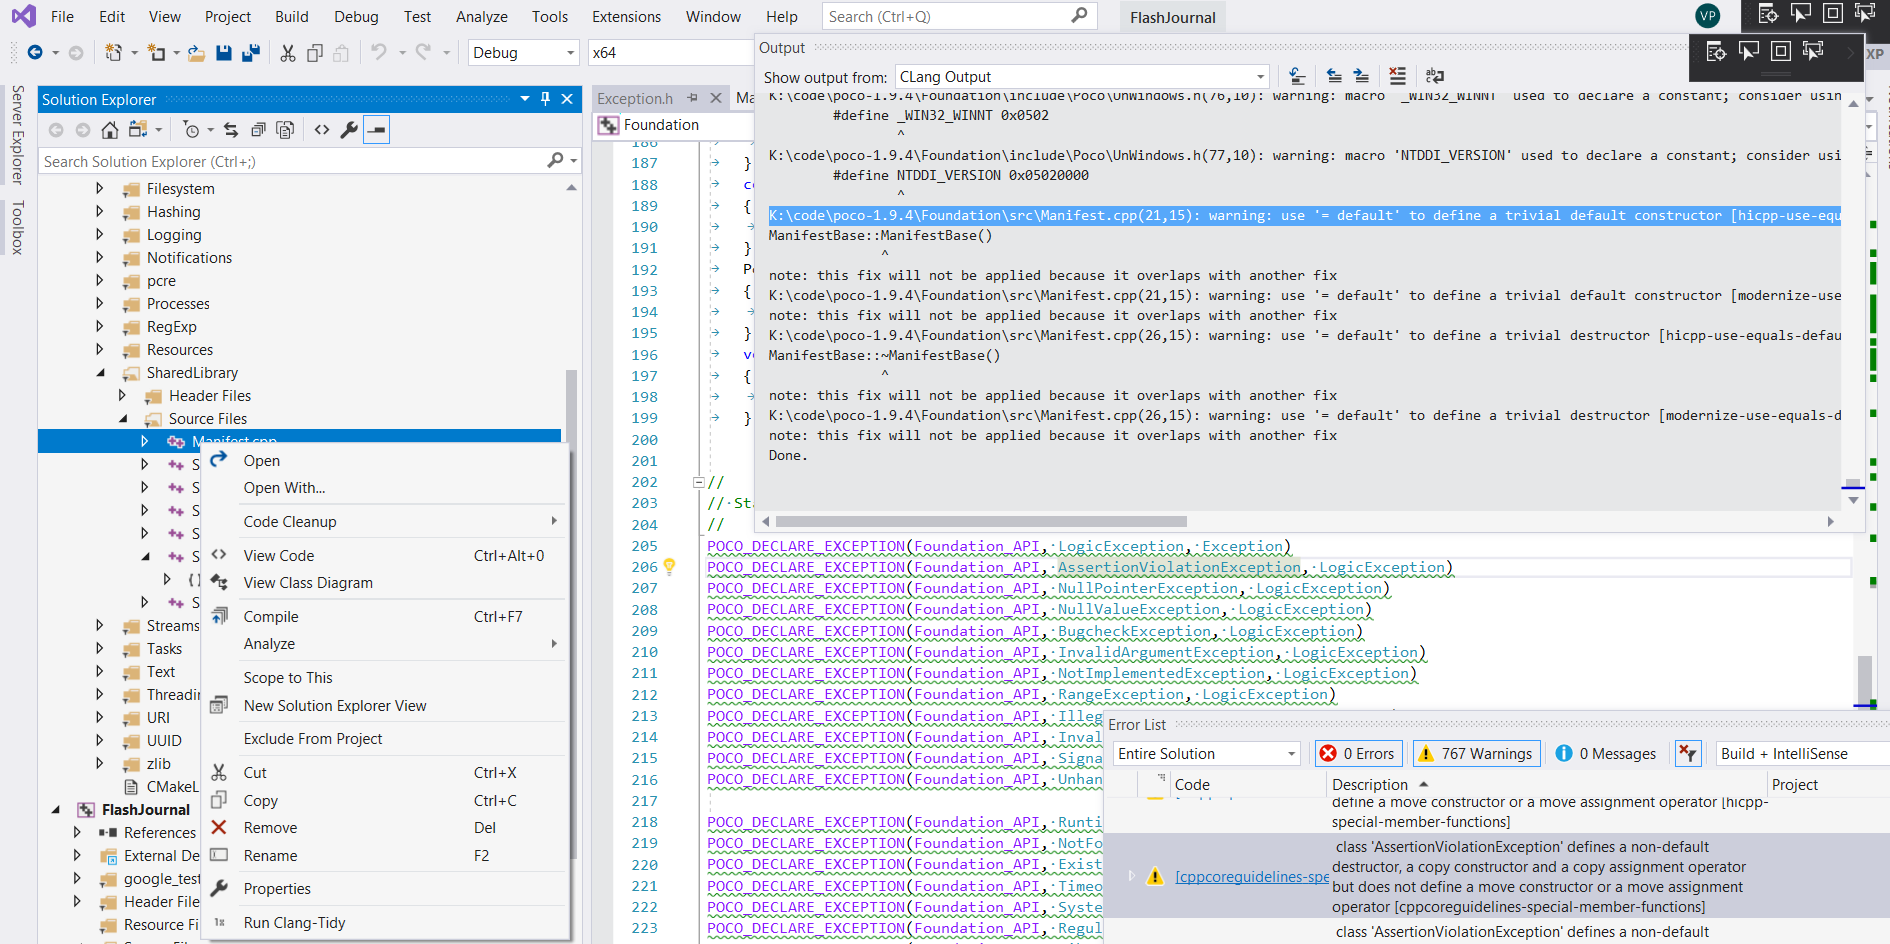 File Edit View Project Build Debug Test Analyze Tools Extensions Window Help Search (Ctrl+Q) FlashJournal VP
Debug x64
XP
Server Explorer
Toolbox
Solution Explorer
Search Solution Explorer (Ctrl+;)
Filesystem
Hashing
Logging
Notifications
pcre
Processes
RegExp
Resources
SharedLibrary
Header Files
Source Files
Manifest.cpp
S
S
S
S
S
S
Streams
Tasks
Text
Threadin
URI
UUID
zlib
CMakeL
FlashJournal
References
External De
google_test
Header File
Resource Fi
Open
Open With...
Code Cleanup
View Code Ctrl+Alt+0
View Class Diagram
Compile Ctrl+F7
Analyze
Scope to This
New Solution Explorer View
Exclude From Project
Cut Ctrl+X
Copy Ctrl+C
Remove Del
Rename F2
Properties
Run Clang-Tidy
Exception.h Ma
Foundation
186
187 }
188 co
189 {
190
191 }
192 P
193 {
194
195 }
196 v
197 {
198
199 }
200
201
202 //
203 // St
204 //
205 POCO_DECLARE_EXCEPTION(Foundation_API, LogicException, Exception)
206 POCO_DECLARE_EXCEPTION(Foundation_API, AssertionViolationException, LogicException)
207 POCO_DECLARE_EXCEPTION(Foundation_API, NullPointerException, LogicException)
208 POCO_DECLARE_EXCEPTION(Foundation_API, NullValueException, LogicException)
209 POCO_DECLARE_EXCEPTION(Foundation_API, BugcheckException, LogicException)
210 POCO_DECLARE_EXCEPTION(Foundation_API, InvalidArgumentException, LogicException)
211 POCO_DECLARE_EXCEPTION(Foundation_API, NotImplementedException, LogicException)
212 POCO_DECLARE_EXCEPTION(Foundation_API, RangeException, LogicException)
213 POCO_DECLARE_EXCEPTION(Foundation_API, Illeg
214 POCO_DECLARE_EXCEPTION(Foundation_API, Inval
215 POCO_DECLARE_EXCEPTION(Foundation_API, Signa
216 POCO_DECLARE_EXCEPTION(Foundation_API, Unhan
217
218 POCO_DECLARE_EXCEPTION(Foundation_API, Runti
219 POCO_DECLARE_EXCEPTION(Foundation_API, NotFo
220 POCO_DECLARE_EXCEPTION(Foundation_API, Exist
221 POCO_DECLARE_EXCEPTION(Foundation_API, Timeo
222 POCO_DECLARE_EXCEPTION(Foundation_API, Syste
223 POCO_DECLARE_EXCEPTION(Foundation_API, Regul
Output
Show output from: CLang Output
K:\code\poco-1.9.4\Foundation\include\Poco\UnWindows.h(76,10): warning: macro '_WIN32_WINNT' used to declare a constant; consider usin
#define _WIN32_WINNT 0x0502
^
K:\code\poco-1.9.4\Foundation\include\Poco\UnWindows.h(77,10): warning: macro 'NTDDI_VERSION' used to declare a constant; consider usi
#define NTDDI_VERSION 0x05020000
^
K:\code\poco-1.9.4\Foundation\src\Manifest.cpp(21,15): warning: use '= default' to define a trivial default constructor [hicpp-use-equ
ManifestBase::ManifestBase()
^
note: this fix will not be applied because it overlaps with another fix
K:\code\poco-1.9.4\Foundation\src\Manifest.cpp(21,15): warning: use '= default' to define a trivial default constructor [modernize-use
note: this fix will not be applied because it overlaps with another fix
K:\code\poco-1.9.4\Foundation\src\Manifest.cpp(26,15): warning: use '= default' to define a trivial destructor [hicpp-use-equals-defau
ManifestBase::~ManifestBase()
^
note: this fix will not be applied because it overlaps with another fix
K:\code\poco-1.9.4\Foundation\src\Manifest.cpp(26,15): warning: use '= default' to define a trivial destructor [modernize-use-equals-d
note: this fix will not be applied because it overlaps with another fix
Done.
Error List
Entire Solution 0 Errors 767 Warnings 0 Messages Build + IntelliSense
Code Description Project
define a move constructor or a move assignment operator [hicpp-
special-member-functions]
class 'AssertionViolationException' defines a non-default
destructor, a copy constructor and a copy assignment operator
[cppcoreguidelines-spe but does not define a move constructor or a move assignment
operator [cppcoreguidelines-special-member-functions]
class 'AssertionViolationException' defines a non-default